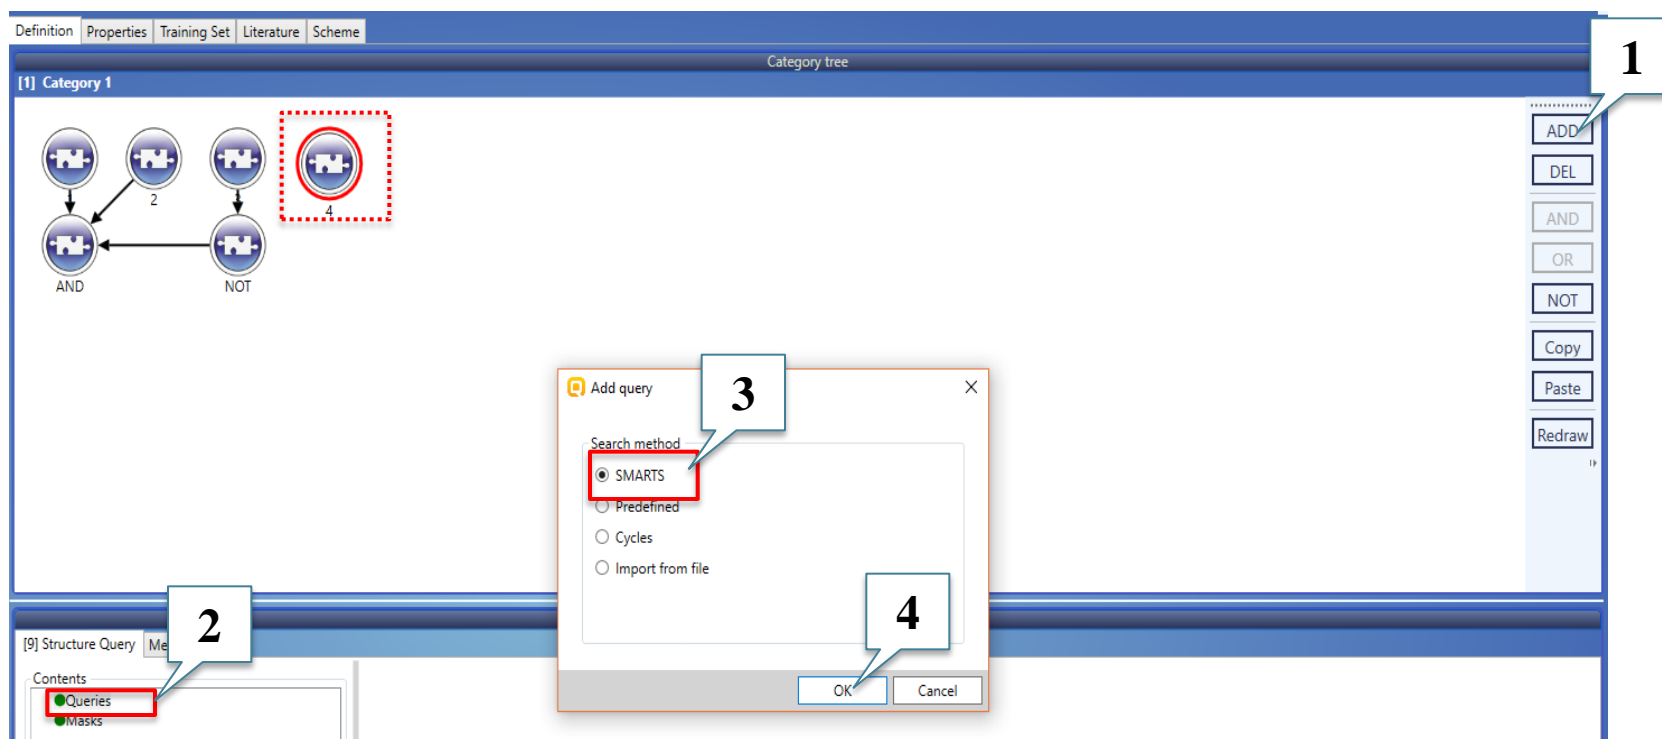 Definition Properties Training Set Literature Scheme
Category tree
[1] Category 1
1
ADD
DEL
AND
OR
NOT
Copy
Paste
Redraw
2
4
AND
NOT
Add query
3
Search method
SMARTS
Predefined
Cycles
Import from file
4
OK
Cancel
2
[9] Structure Query Me
Contents
Queries
Masks